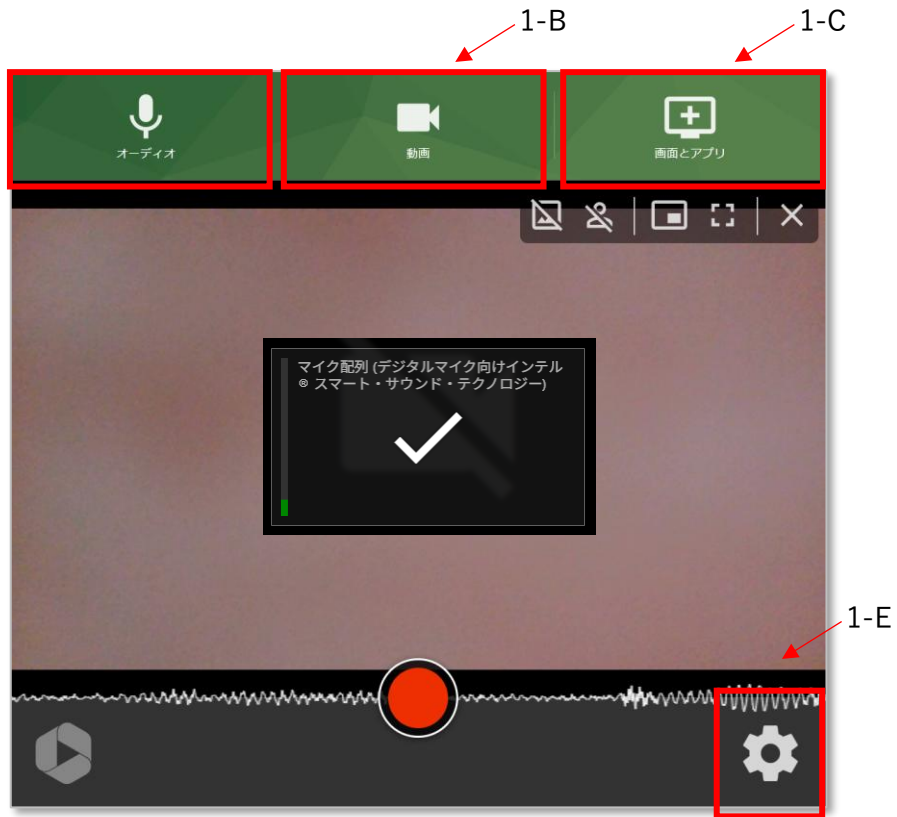 1-B
1-C
オーディオ
動画
画面とアプリ
マイク配列 (デジタルマイク向けインテル
® スマート・サウンド・テクノロジー)
1-E